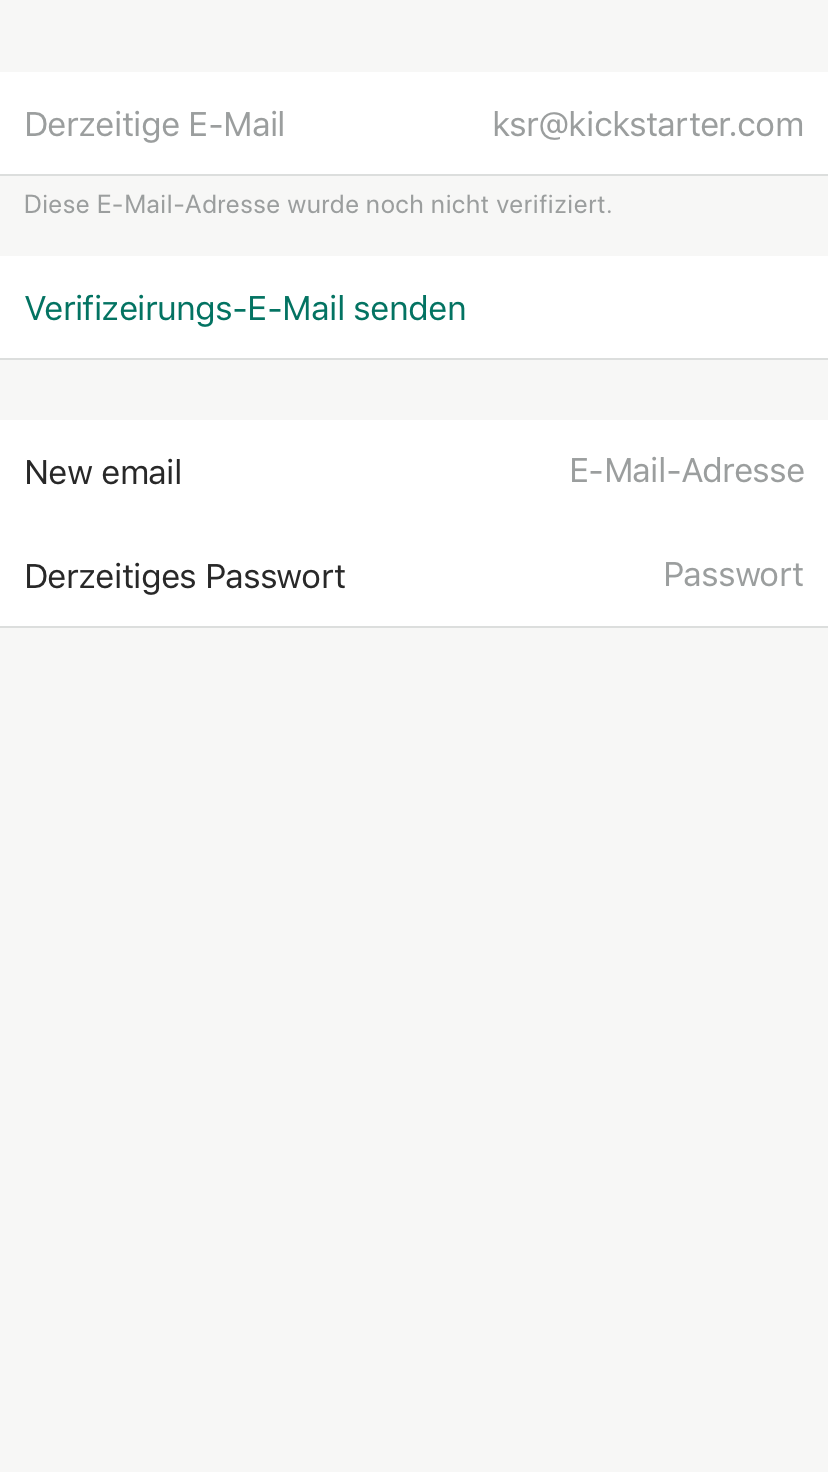 Derzeitige E-Mail ksr@kickstarter.com
Diese E-Mail-Adresse wurde noch nicht verifiziert.
Verifizeirungs-E-Mail senden
New email E-Mail-Adresse
Derzeitiges Passwort Passwort